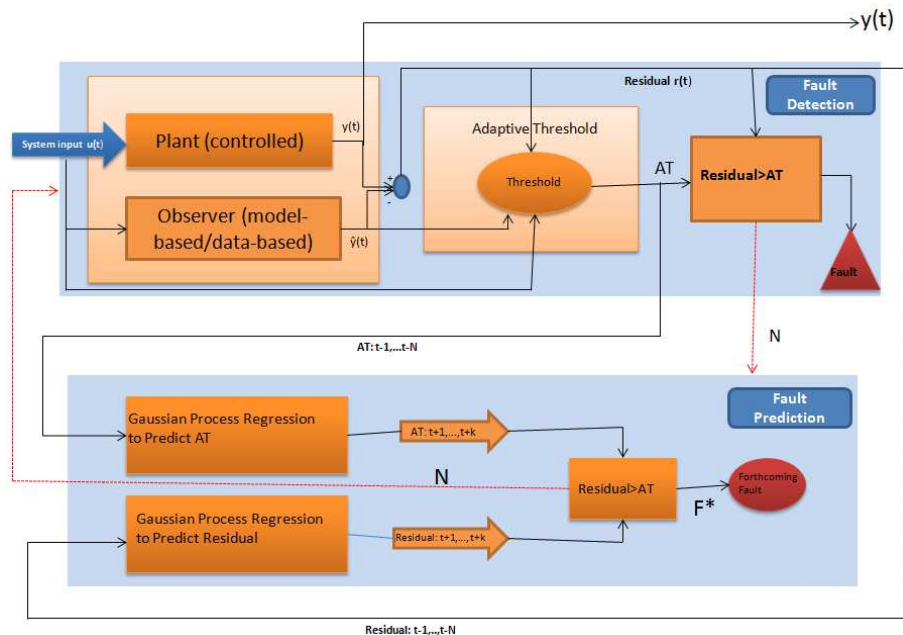 y(t)
Residual r(t)
Fault
Detection
System input u(t)
Plant (controlled)
y(t)
+
-
Adaptive Threshold
Threshold
AT
Residual>AT
Observer (model-
based/data-based)
ŷ(t)
Fault
N
AT: t-1,...t-N
Fault
Prediction
Gaussian Process Regression
to Predict AT
AT: t+1,...,t+k
N
Residual>AT
Forthcoming
Fault
F*
Gaussian Process Regression
to Predict Residual
Residual: t+1,..., t+k
Residual: t-1,..,t-N